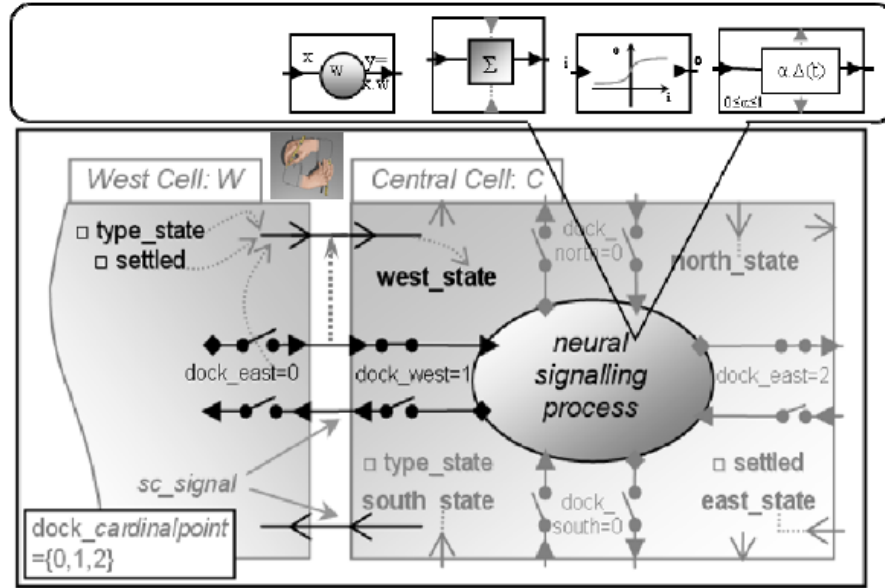 x
w
y=
x.w
Σ
i
o
i
o
α Δ(t)
0≤α≤1
West Cell: W
Central Cell: C
□ type_state
□ settled
west_state
dock_
north=0
north_state
neural
signalling
process
dock_east=0
dock_west=1
dock_east=2
sc_signal
□ type_state
south_state
dock_
south=0
□ settled
east_state
dock_cardinalpoint
={0,1,2}